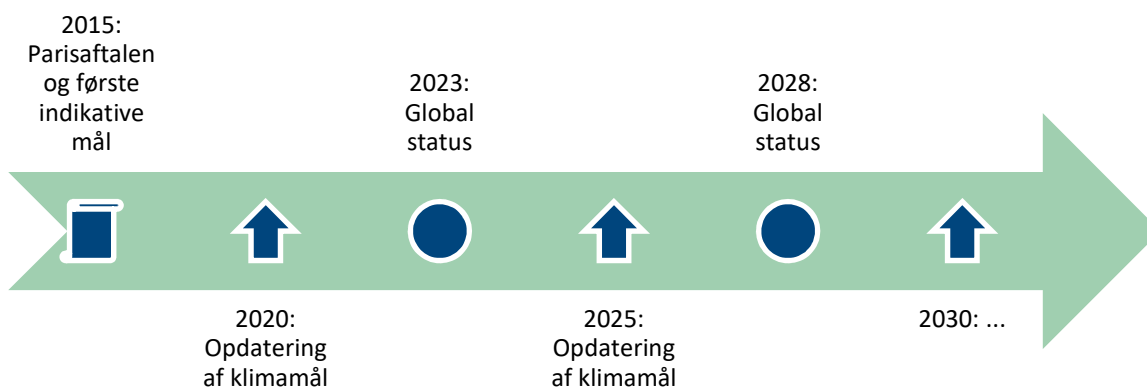 2015:
Parisaftalen
og første
indikative
mål
2023:
Global
status
2028:
Global
status
2020:
Opdatering
af klimamål
2025:
Opdatering
af klimamål
2030: ...